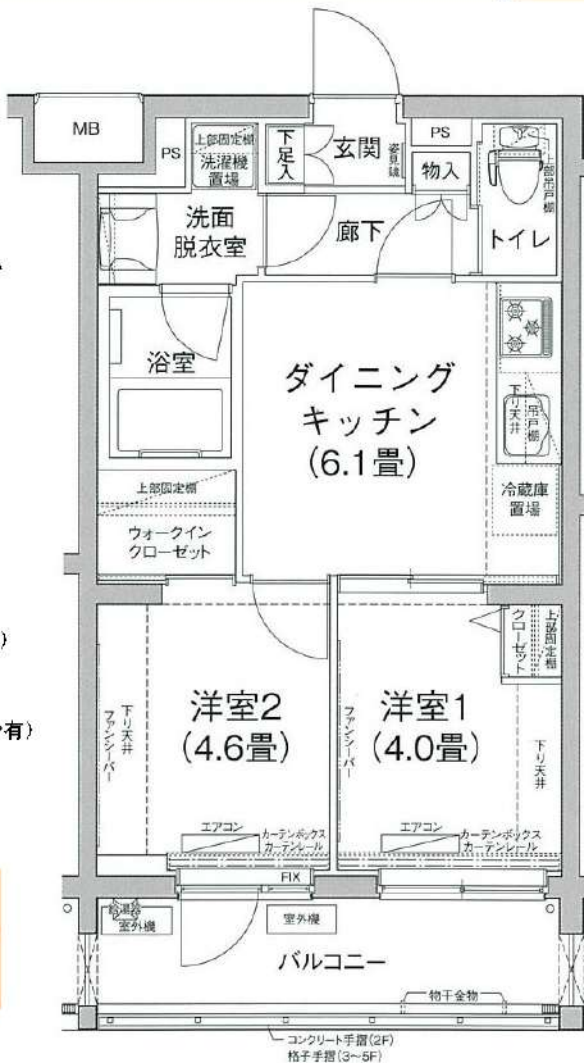 MB
PS
上部固定棚
洗濯機
置場
下足入
玄関
姿見鏡
PS
物入
上部吊戸棚
トイレ
洗面
脱衣室
廊下
浴室
ダイニング
キッチン
(6.1畳)
下り天井
吊戸棚
冷蔵庫
置場
上部固定棚
ウォークイン
クローゼット
)
ン有)
洋室2
(4.6畳)
下り天井
ファンシーバー
エアコン
カーテンボックス
カーテンレール
FIX
洋室1
(4.0畳)
ファンシーバー
クローゼット
上部固定棚
下り天井
エアコン
カーテンボックス
カーテンレール
給湯器
室外機
室外機
バルコニー
物干金物
コンクリート手摺(2F)
格子手摺(3~5F)